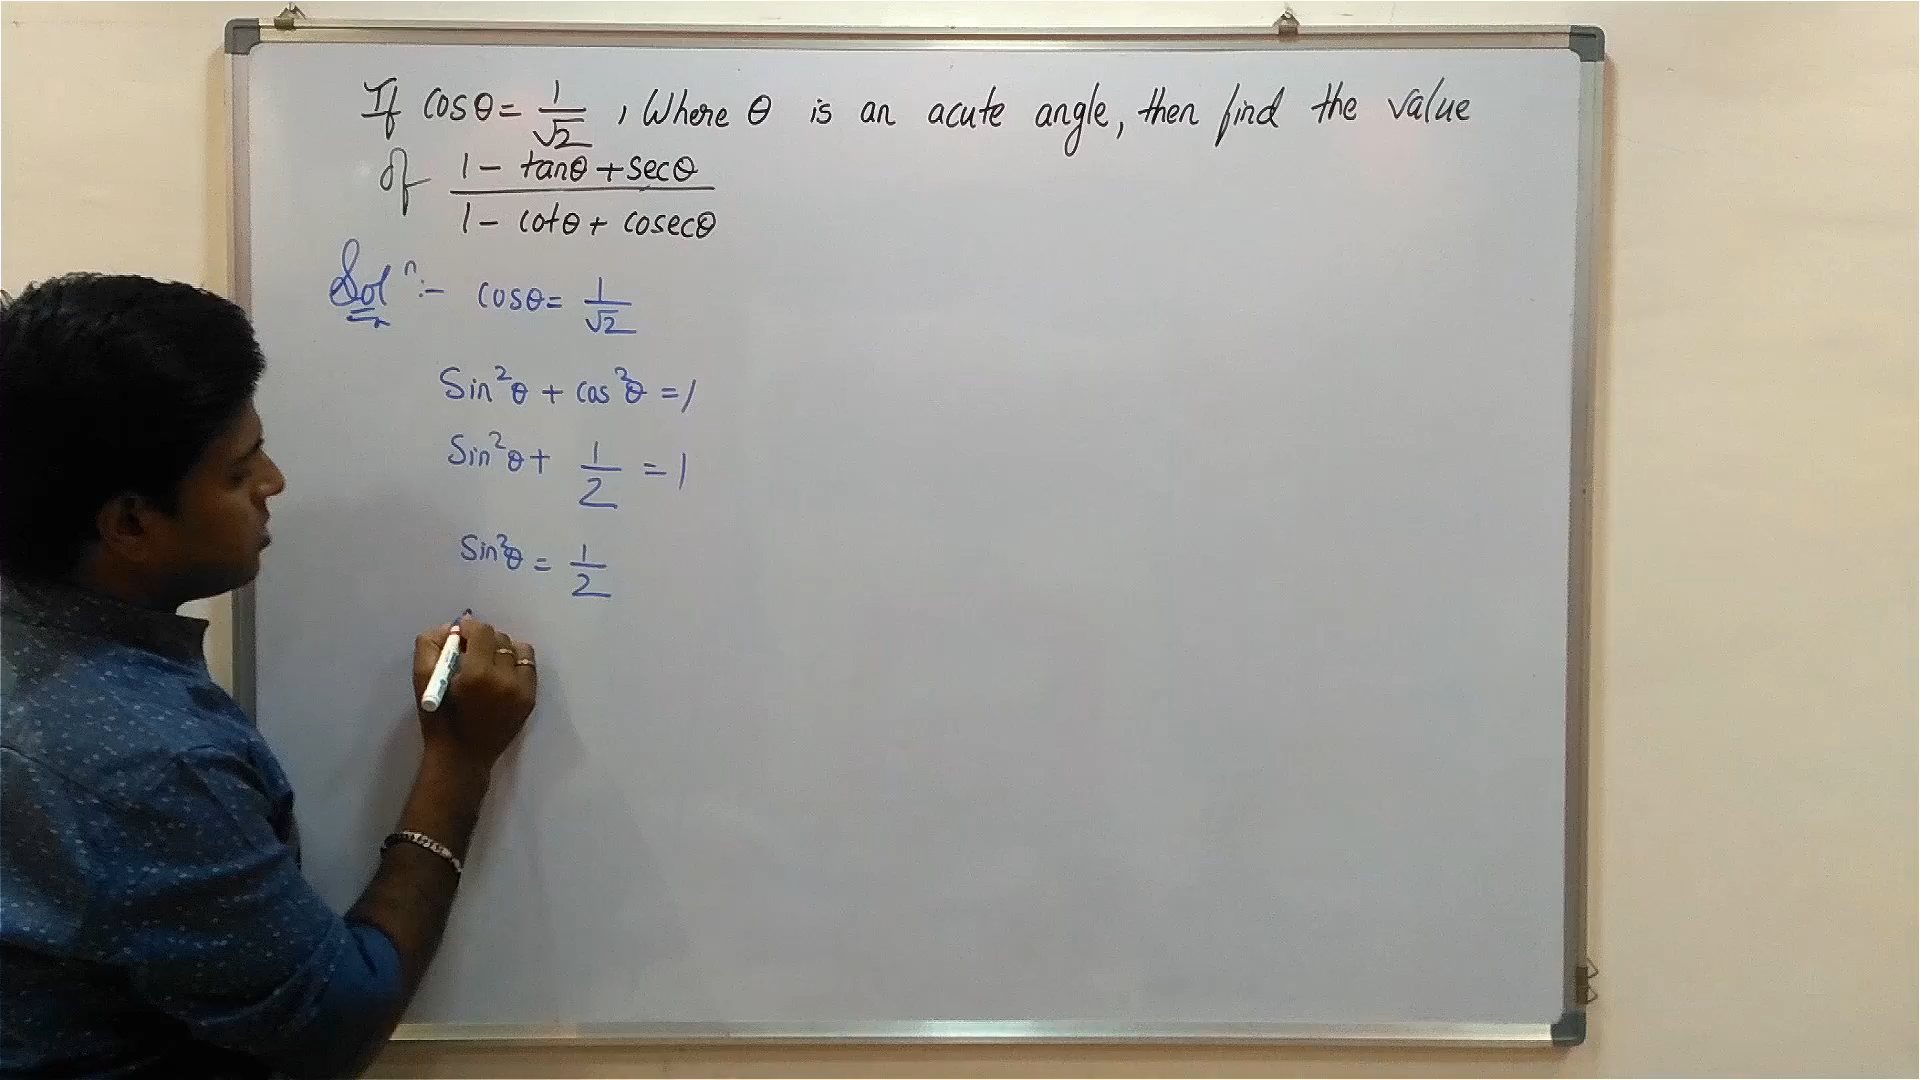 If cosθ = 1/√2, Where θ is an acute angle, then find the value
of (1 - tanθ + secθ)/(1 - cotθ + cosecθ)
Solⁿ:- cosθ = 1/√2
Sin²θ + cos²θ = 1
Sin²θ + 1/2 = 1
Sin²θ = 1/2